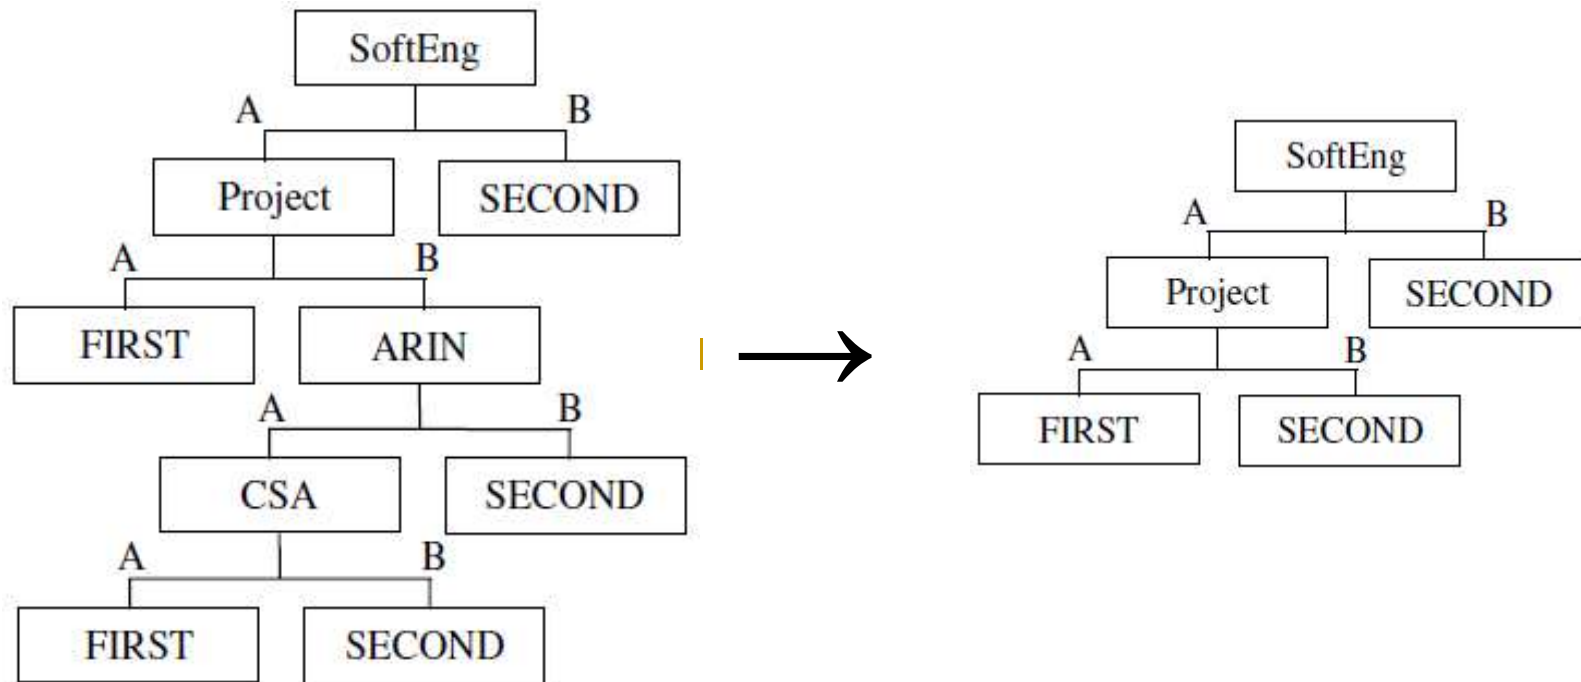 SoftEng
A B
Project SECOND
A B
FIRST ARIN
A B
CSA SECOND
A B
FIRST SECOND
SoftEng
A B
Project SECOND
A B
FIRST SECOND